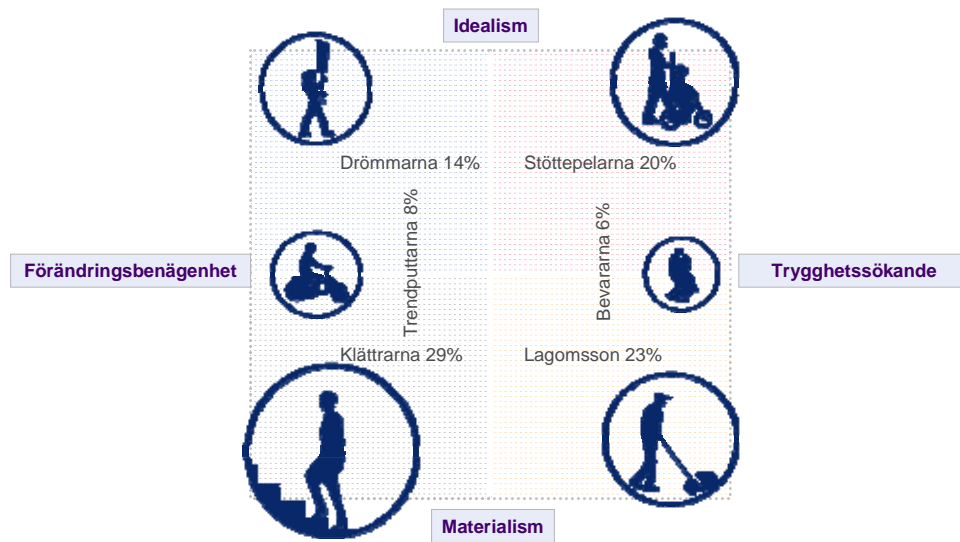 Idealism
Drömmarna 14%
Stöttepelarna 20%
Trendputtarna 8%
Bevararna 6%
Förändringsbenägenhet
Trygghetssökande
Klättrarna 29%
Lagomsson 23%
Materialism